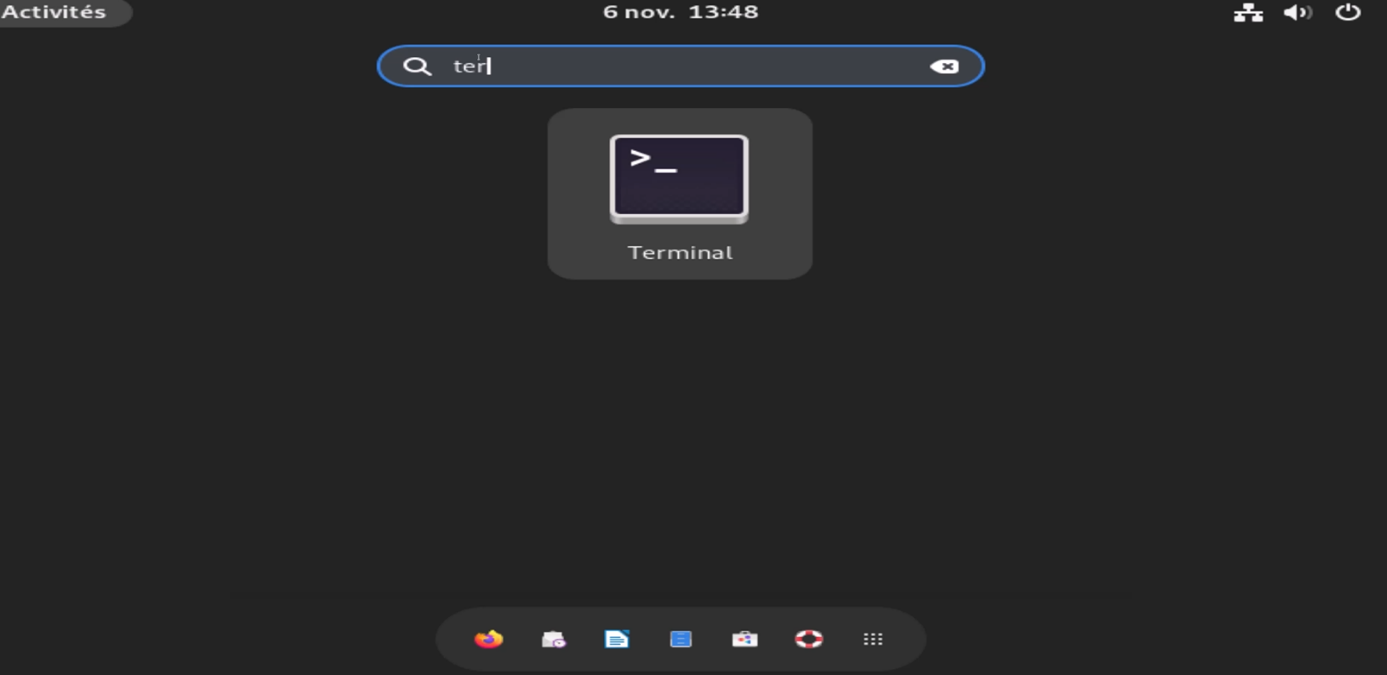 Activités
6 nov. 13:48
ter
>_
Terminal